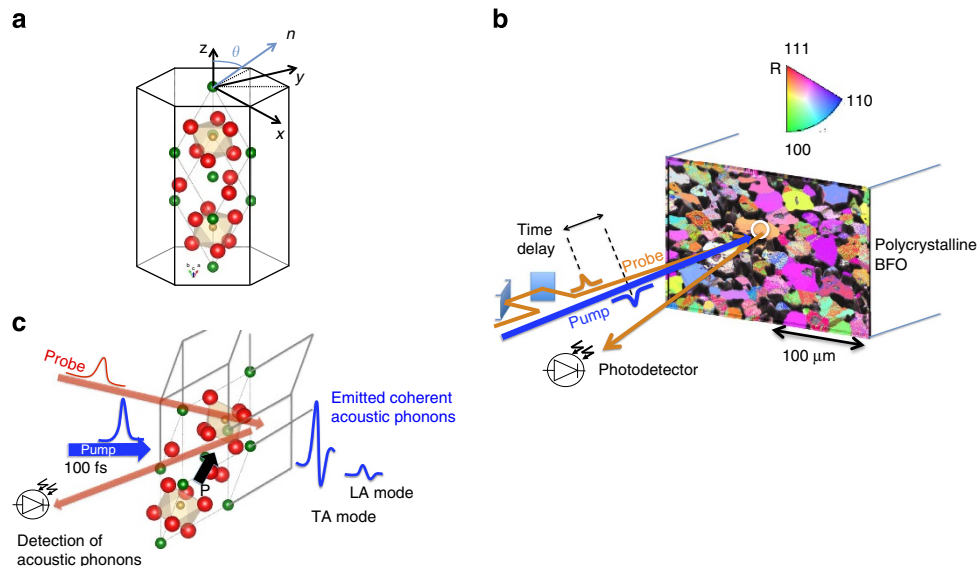 a
z
n
θ
y
x
b
111
R
110
100
Time
delay
Probe
Pump
Polycrystalline
BFO
100 μm
Photodetector
c
Probe
Pump
100 fs
P
Emitted coherent
acoustic phonons
LA mode
TA mode
Detection of
acoustic phonons